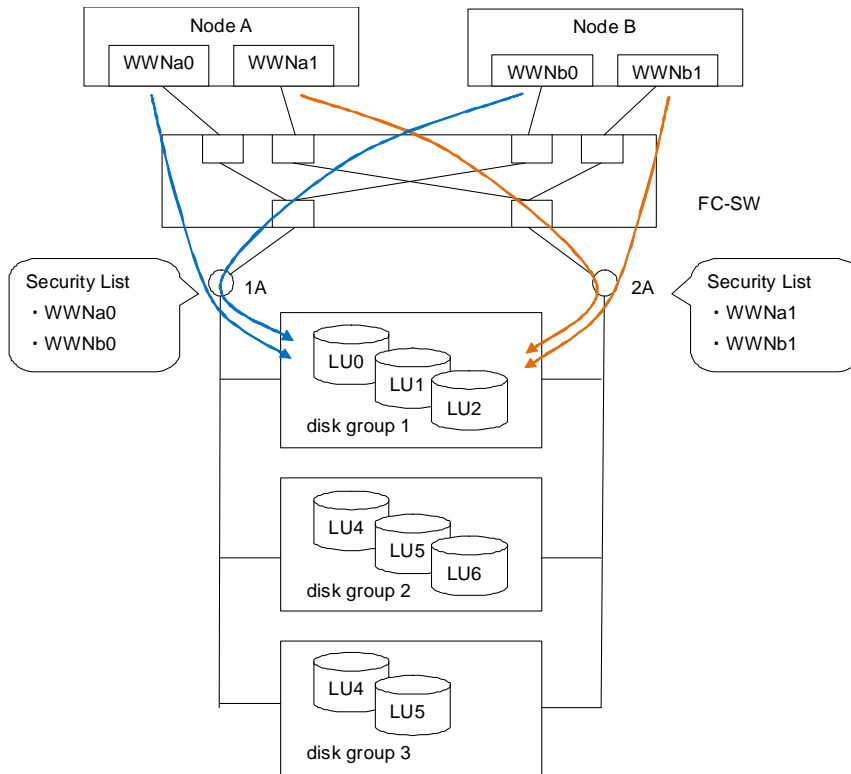 Node A
Node B
WWNa0
WWNa1
WWNb0
WWNb1
FC-SW
Security List
・WWNa0
・WWNb0
1A
2A
Security List
・WWNa1
・WWNb1
LU0
LU1
LU2
disk group 1
LU4
LU5
LU6
disk group 2
LU4
LU5
disk group 3